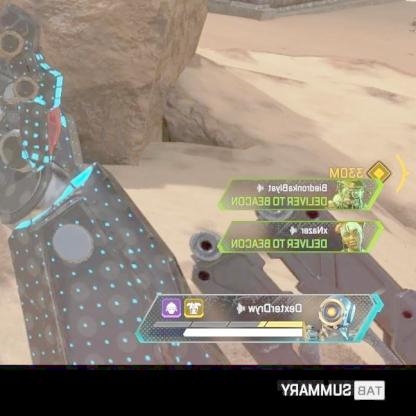 330M
BiedronkaBlyat
DELIVER TO BEACON
xNazer
DELIVER TO BEACON
DexterDryw
TAB SUMMARY